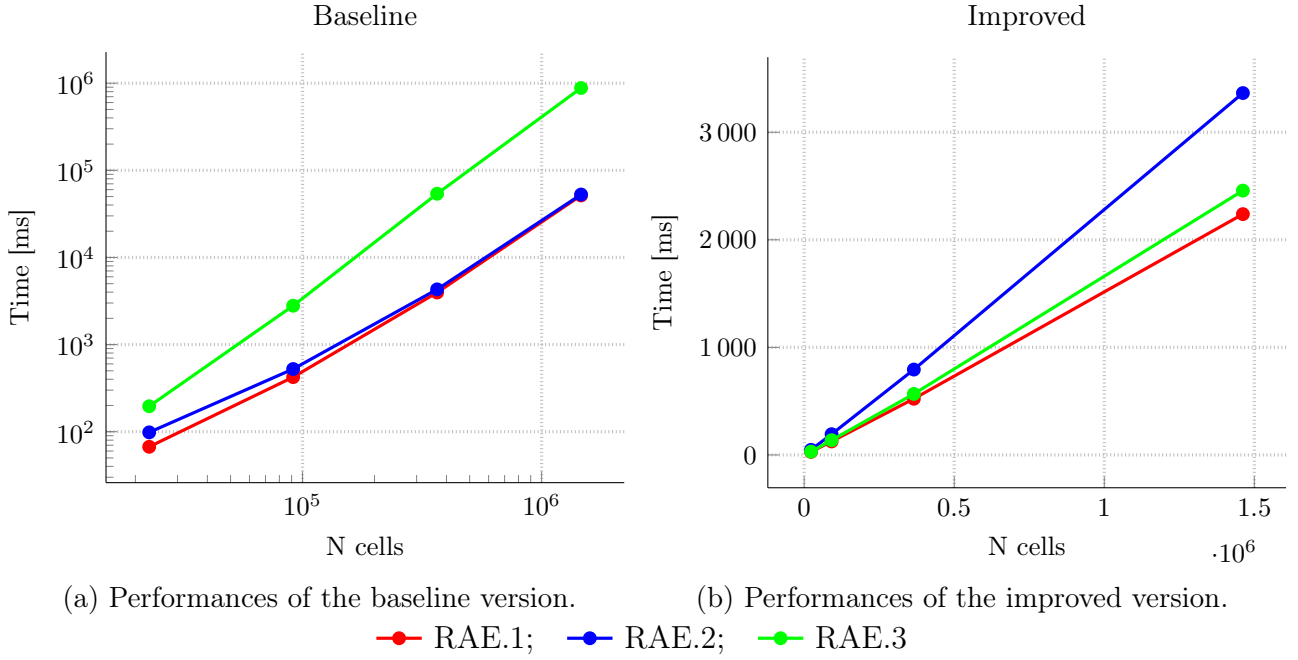 Baseline
10^6
10^5
10^4
10^3
10^2
Time [ms]
10^5 10^6
N cells
(a) Performances of the baseline version.
Improved
3 000
2 000
1 000
0
Time [ms]
0 0.5 1 1.5
N cells
·10^6
(b) Performances of the improved version.
RAE.1; RAE.2; RAE.3